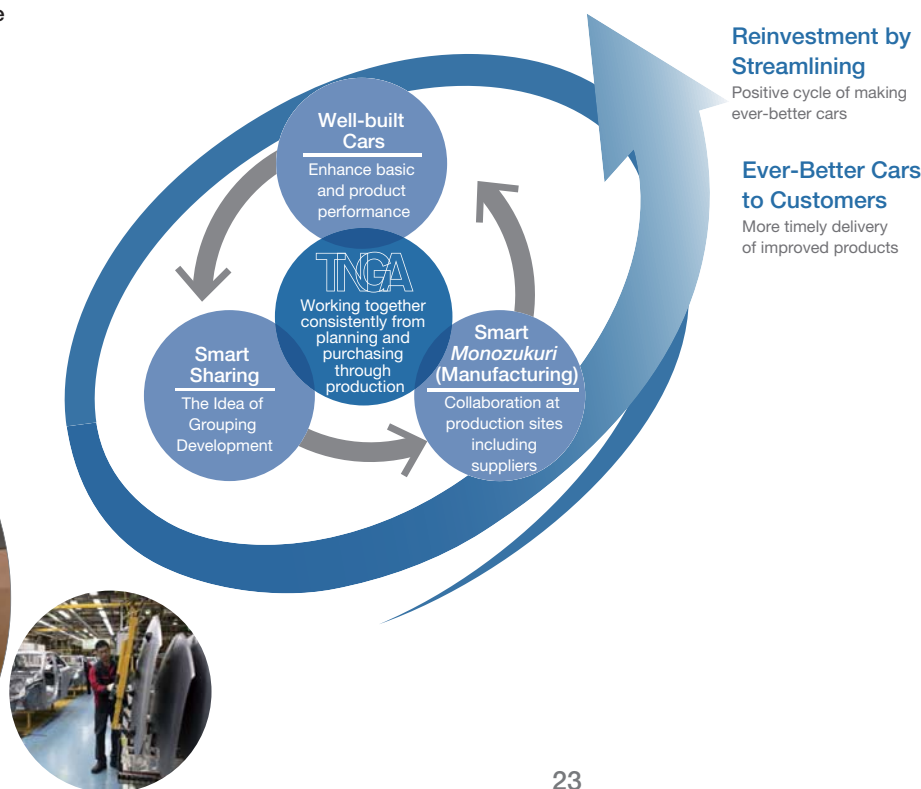 e
Well-built
Cars
Enhance basic
and product
performance
TNGA
Working together
consistently from
planning and
purchasing
through
production
Smart
Sharing
The Idea of
Grouping
Development
Smart
Monozukuri
(Manufacturing)
Collaboration at
production sites
including
suppliers
Reinvestment by
Streamlining
Positive cycle of making
ever-better cars
Ever-Better Cars
to Customers
More timely delivery
of improved products
23